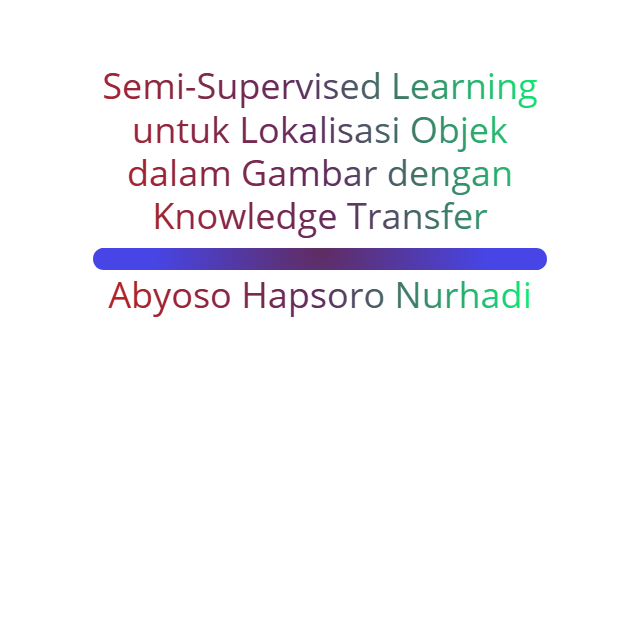 Semi-Supervised Learning
untuk Lokalisasi Objek
dalam Gambar dengan
Knowledge Transfer
Abyoso Hapsoro Nurhadi